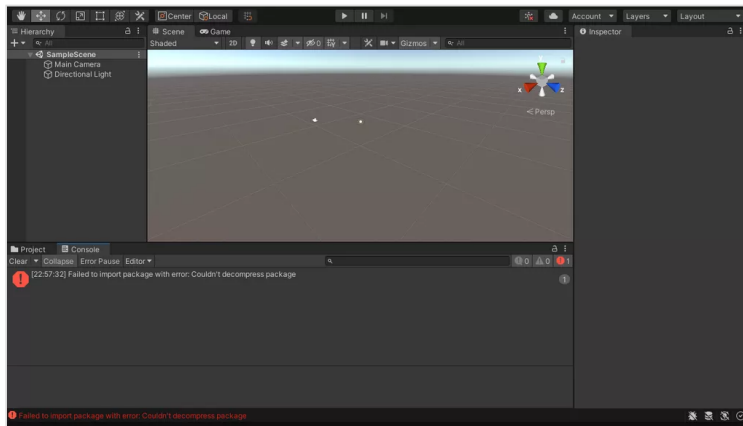 Center Local
Account Layers Layout
Hierarchy
All
SampleScene
Main Camera
Directional Light
Scene Game
Shaded 2D 0 Gizmos All
y
x z
Persp
Inspector
Project Console
Clear Collapse Error Pause Editor 0 0 1
[22:57:32] Failed to import package with error: Couldn't decompress package 1
Failed to import package with error: Couldn't decompress package